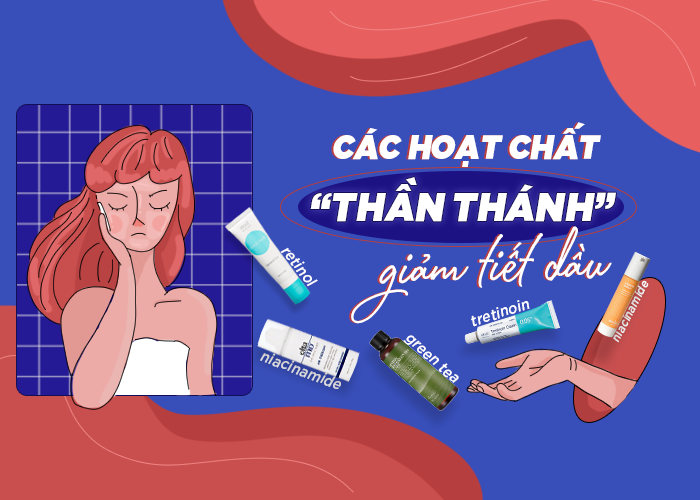 CÁC HOẠT CHẤT
“THẦN THÁNH”
giảm tiết dầu
retinol
tretinoin
niacinamide
green tea
niacinamide